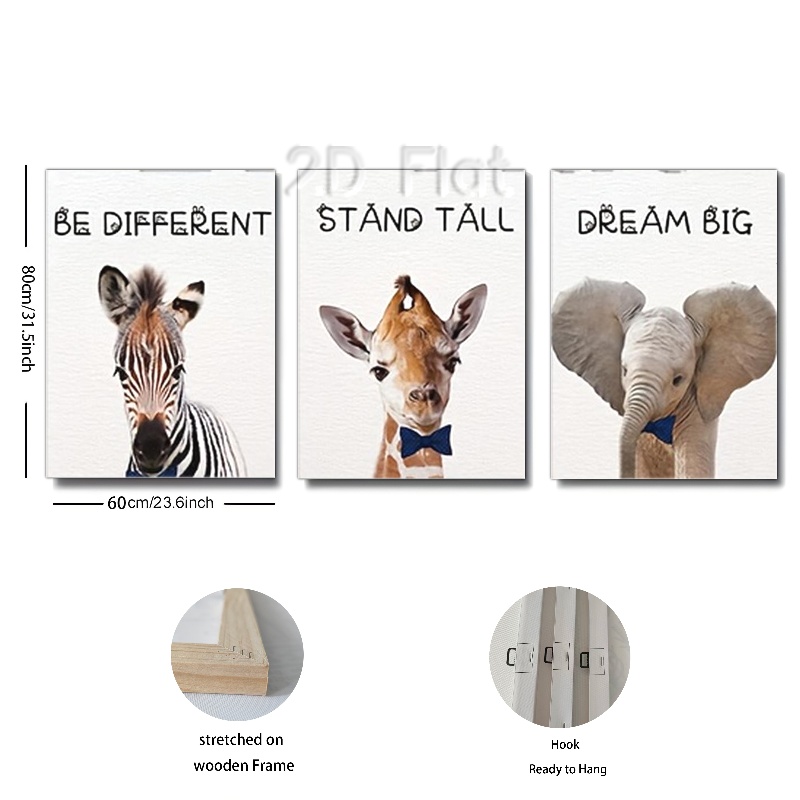 2D Flat
BE DIFFERENT
STAND TALL
DREAM BIG
80cm/31.5inch
60cm/23.6inch
stretched on
wooden Frame
Hook
Ready to Hang